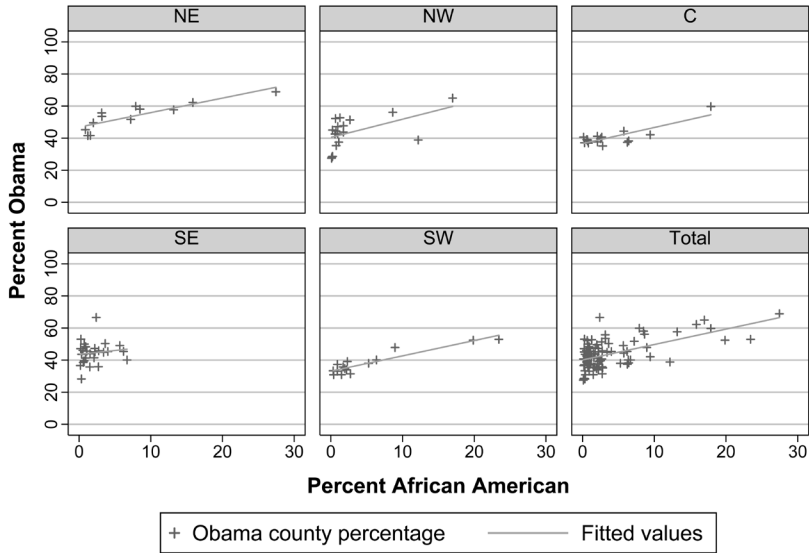 NE
NW
C
100
80
60
40
20
0
SE
SW
Total
100
80
60
40
20
0
0 10 20 30
0 10 20 30
0 10 20 30
Percent Obama
Percent African American
Obama county percentage
Fitted values